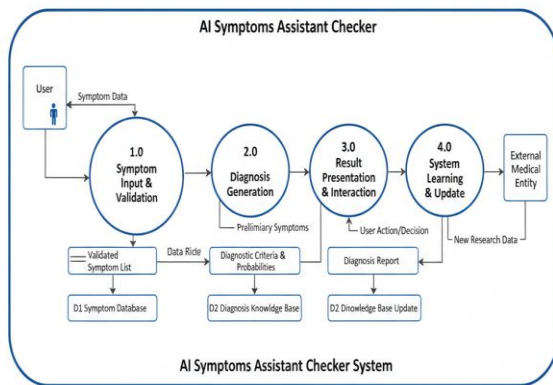 AI Symptoms Assistant Checker
User
Symptom Data
1.0
Symptom
Input &
Validation
2.0
Diagnosis
Generation
3.0
Result
Presentation
& Interaction
4.0
System
Learning
& Update
External
Medical
Entity
Prelimiary Symptoms
User Action/Decision
New Research Data
Validated
Symptom List
Data Ricle
Diagnostic Criteria &
Probabilities
Diagnosis Report
D1 Symptom Database
D2 Diagnosis Knowldge Base
D2 Dnowledge Base Update
AI Symptoms Assistant Checker System